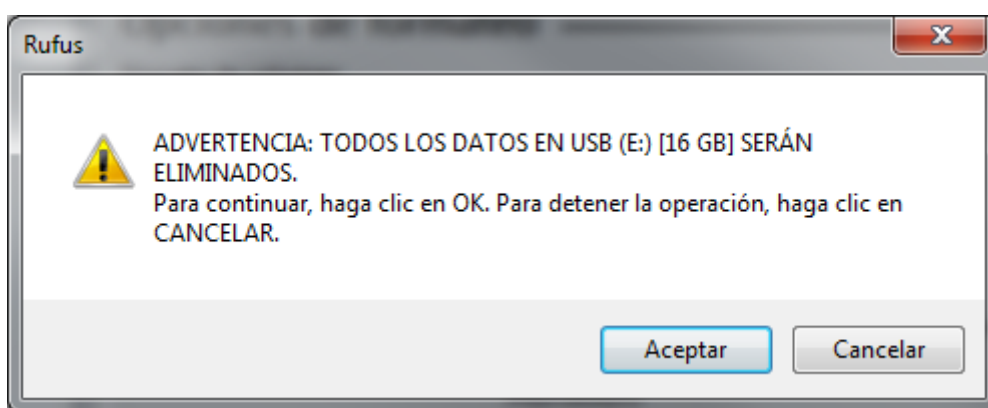 Rufus
ADVERTENCIA: TODOS LOS DATOS EN USB (E:) [16 GB] SERÁN
ELIMINADOS.
Para continuar, haga clic en OK. Para detener la operación, haga clic en
CANCELAR.
Aceptar
Cancelar